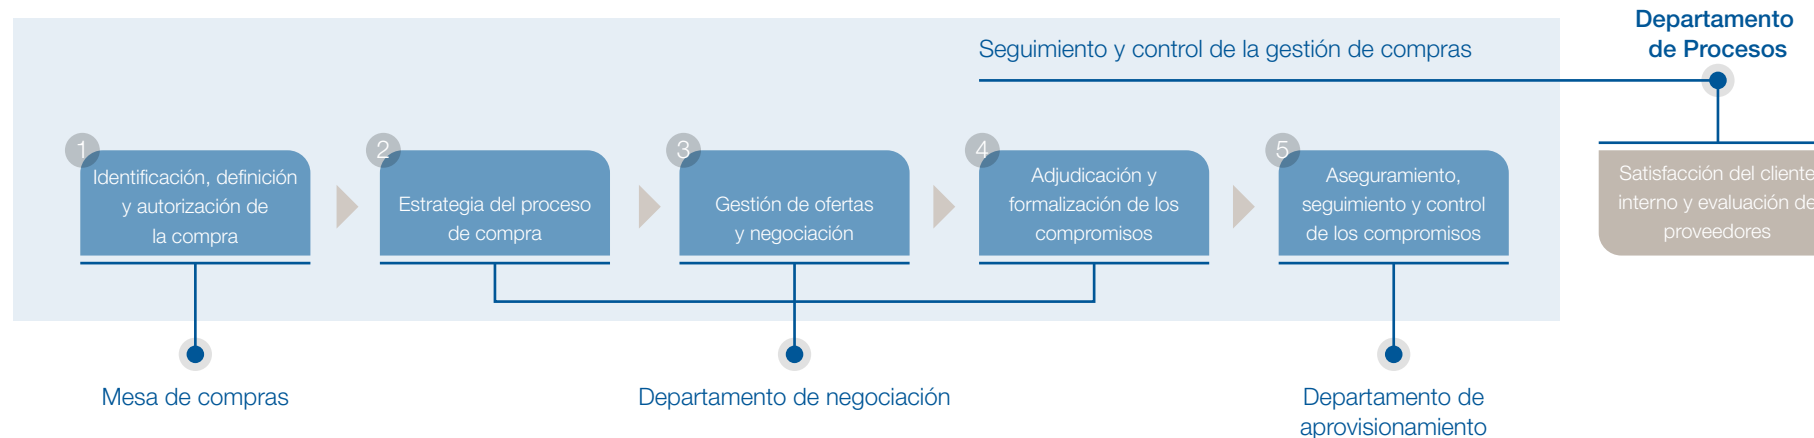 Departamento
de Procesos
Seguimiento y control de la gestión de compras
1
Identificación, definición
y autorización de
la compra
2
Estrategia del proceso
de compra
3
Gestión de ofertas
y negociación
4
Adjudicación y
formalización de los
compromisos
5
Aseguramiento,
seguimiento y control
de los compromisos
Satisfacción del cliente
interno y evaluación de
proveedores
Mesa de compras
Departamento de negociación
Departamento de
aprovisionamiento